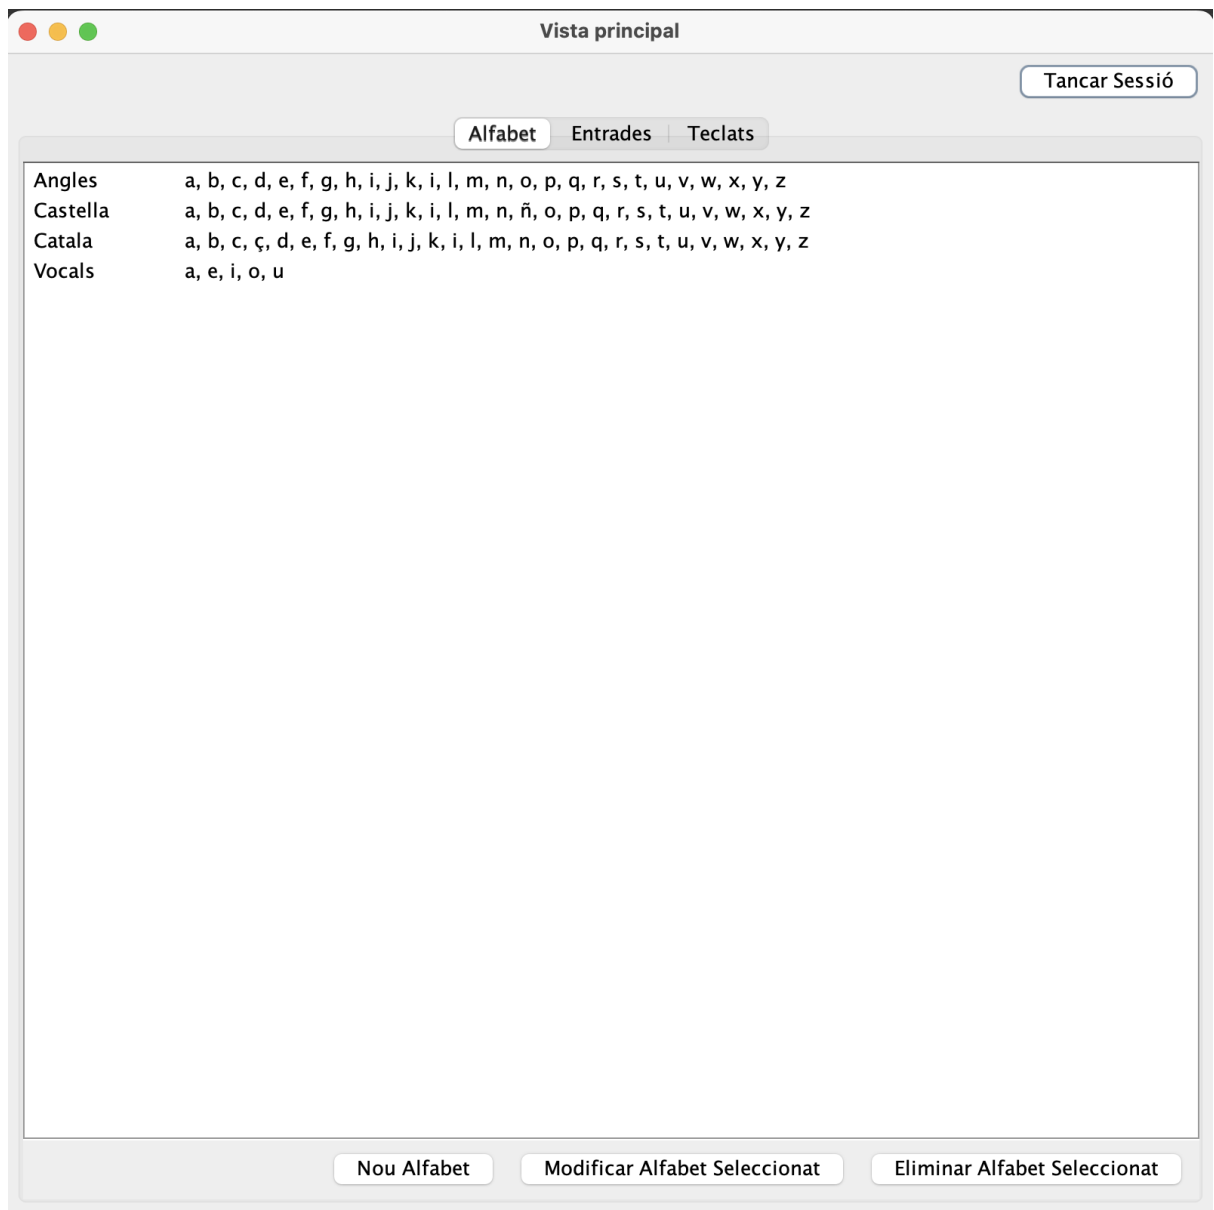 Vista principal
Tancar Sessió
Alfabet Entrades Teclats
Angles a, b, c, d, e, f, g, h, i, j, k, i, l, m, n, o, p, q, r, s, t, u, v, w, x, y, z
Castella a, b, c, d, e, f, g, h, i, j, k, i, l, m, n, ñ, o, p, q, r, s, t, u, v, w, x, y, z
Catala a, b, c, ç, d, e, f, g, h, i, j, k, i, l, m, n, o, p, q, r, s, t, u, v, w, x, y, z
Vocals a, e, i, o, u
Nou Alfabet Modificar Alfabet Seleccionat Eliminar Alfabet Seleccionat